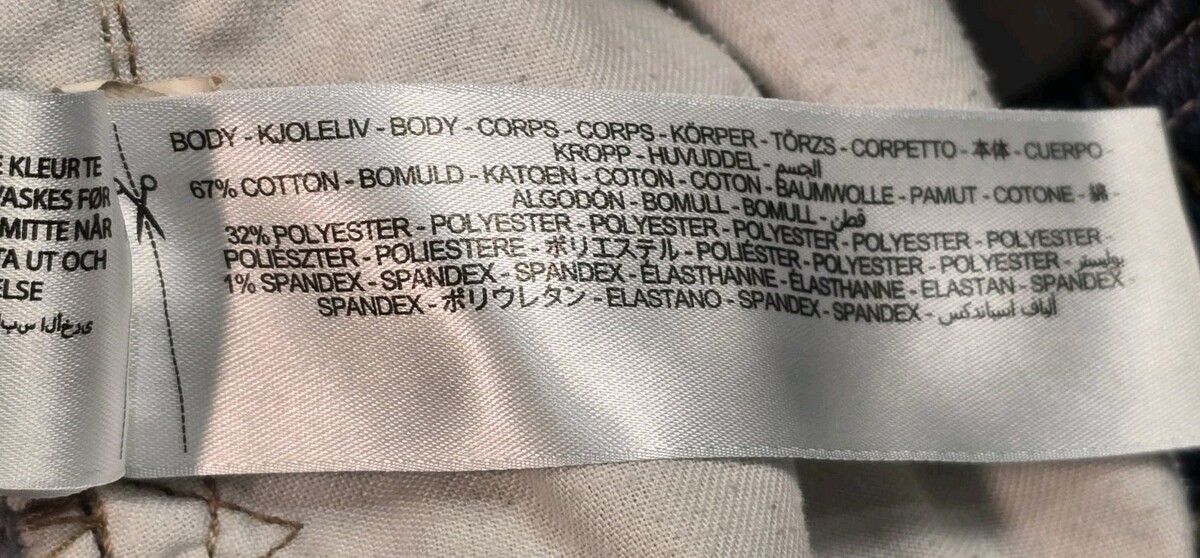 KLEUR TE
VASKES FØR
MITTE NÅR
TA UT OCH
ELSE
BODY - KJOLELIV - BODY - CORPS - CORPS - KÖRPER - TÖRZS - CORPETTO - 本体 - CUERPO -
KROPP - HUVUDDEL - الجسم
67% COTTON - BOMULD - KATOEN - COTON - COTON - BAUMWOLLE - PAMUT - COTONE - 綿 -
ALGODÓN - BOMULL - BOMULL - قطن
32% POLYESTER - POLYESTER - POLYESTER - POLYESTER - POLYESTER - POLYESTER -
POLIÉSZTER - POLIESTERE - ポリエステル - POLIÉSTER - POLYESTER - POLYESTER - بوليستر
1% SPANDEX - SPANDEX - SPANDEX - ÉLASTHANNE - ÉLASTHANNE - ELASTAN - SPANDEX -
SPANDEX - ポリウレタン - ELASTANO - SPANDEX - SPANDEX - ألياف اسباندكس